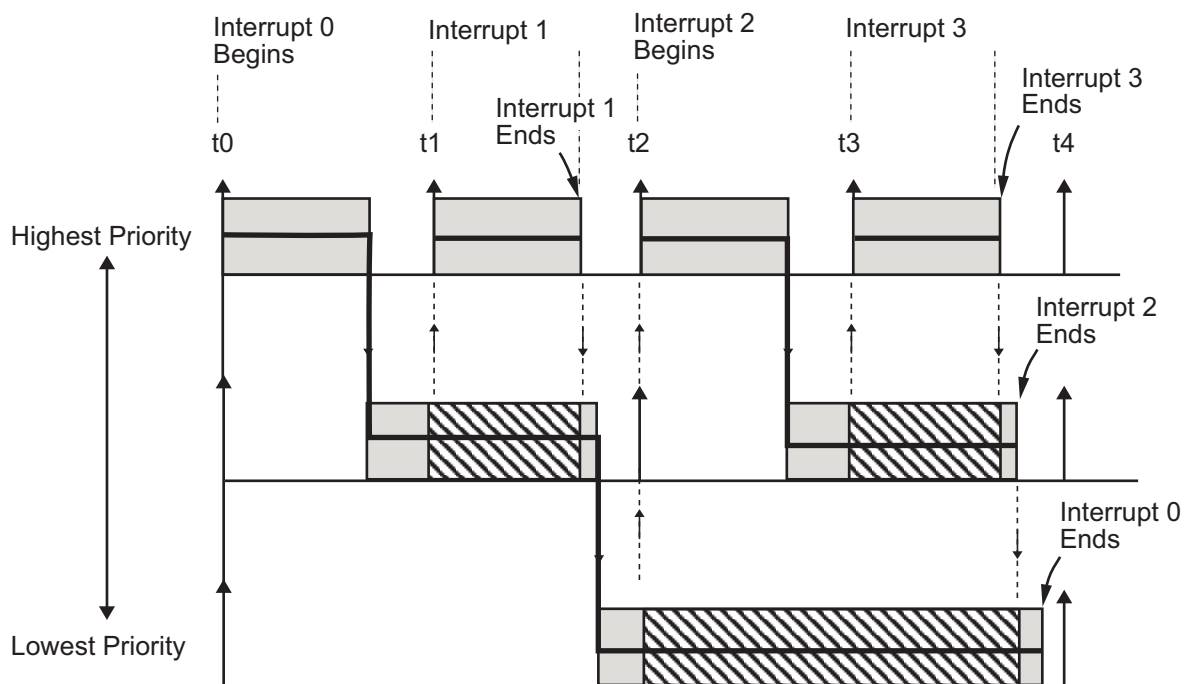 Interrupt 0
Begins
Interrupt 1
Interrupt 2
Begins
Interrupt 3
Interrupt 1
Ends
Interrupt 3
Ends
t0
t1
t2
t3
t4
Highest Priority
Interrupt 2
Ends
Interrupt 0
Ends
Lowest Priority